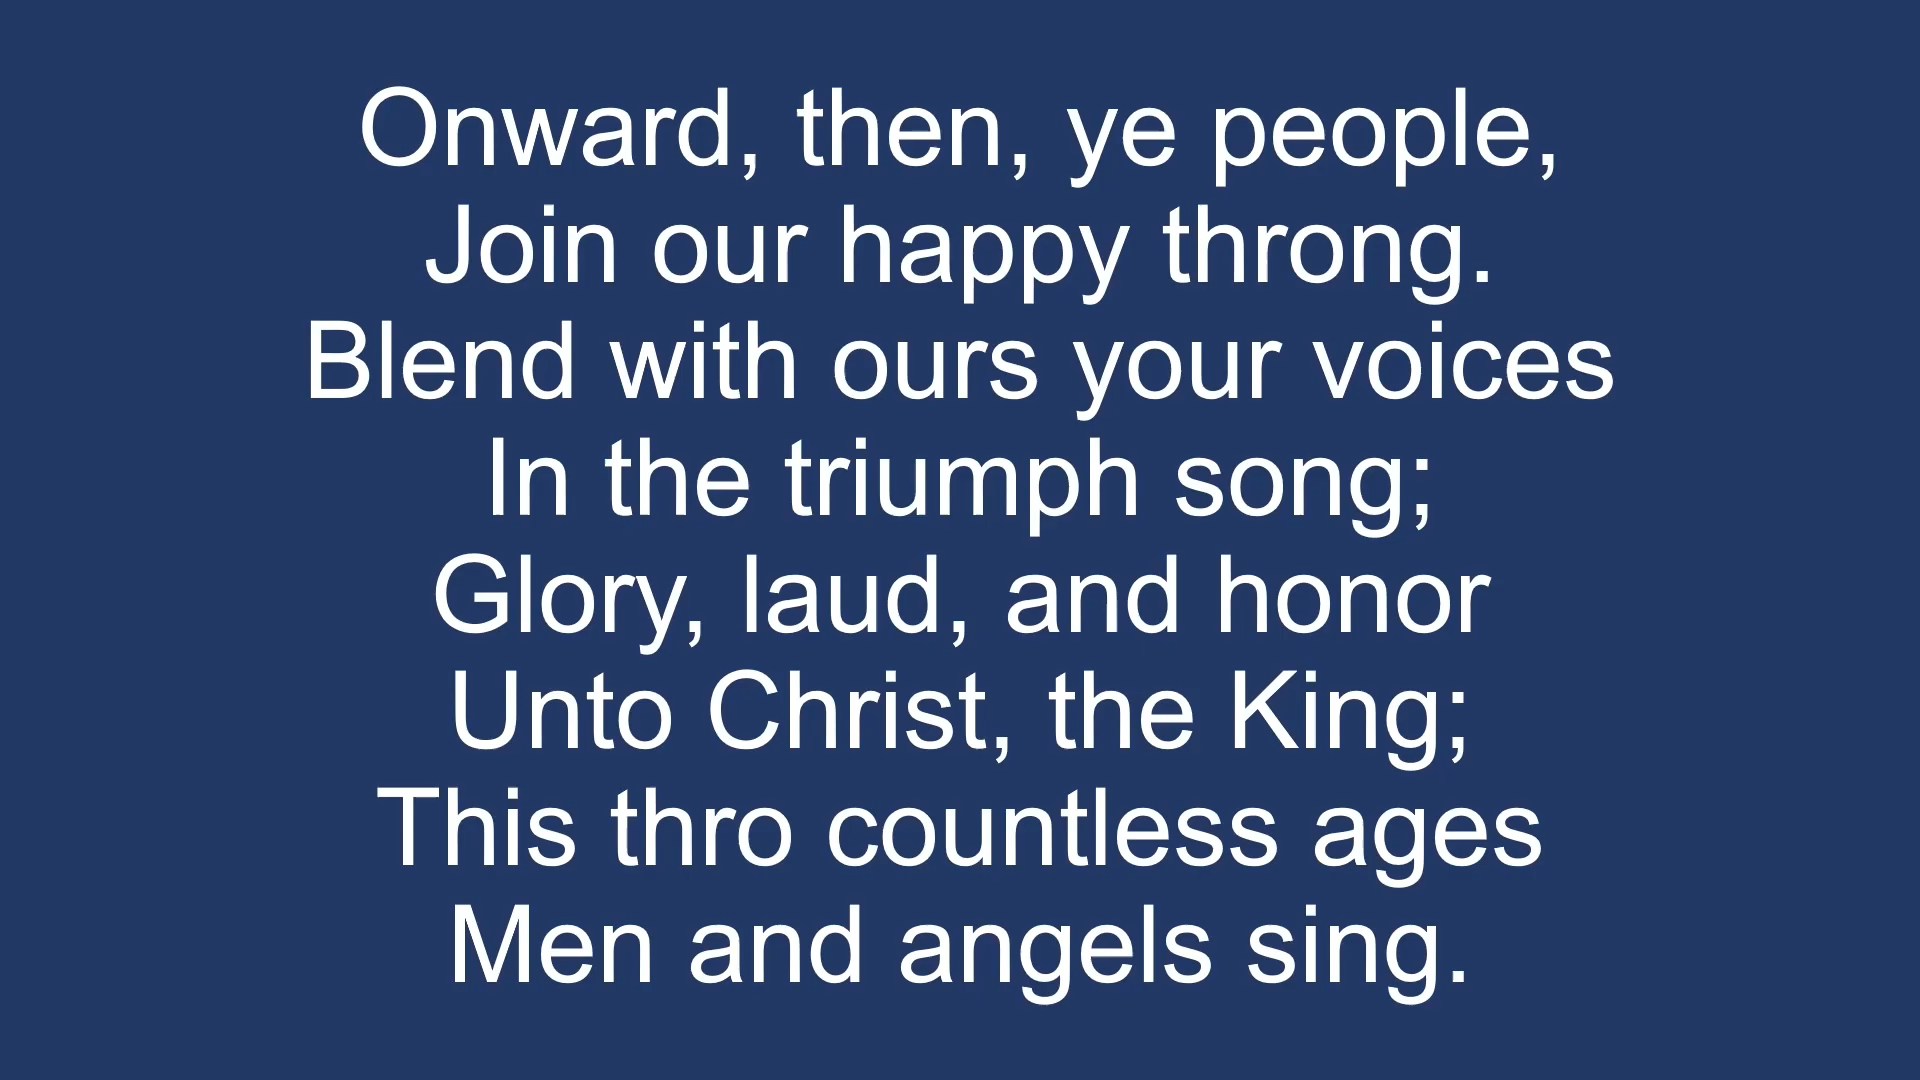 Onward, then, ye people,
Join our happy throng.
Blend with ours your voices
In the triumph song;
Glory, laud, and honor
Unto Christ, the King;
This thro countless ages
Men and angels sing.